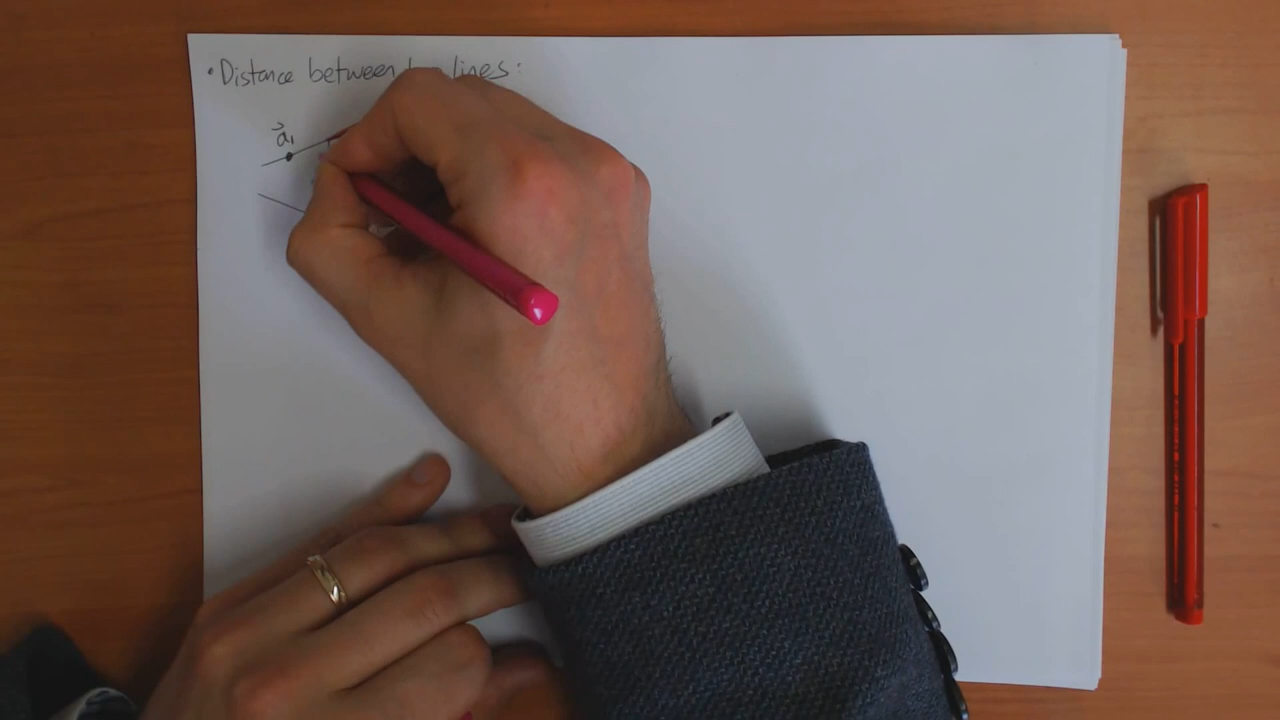 • Distance between lines:
a⃗₁